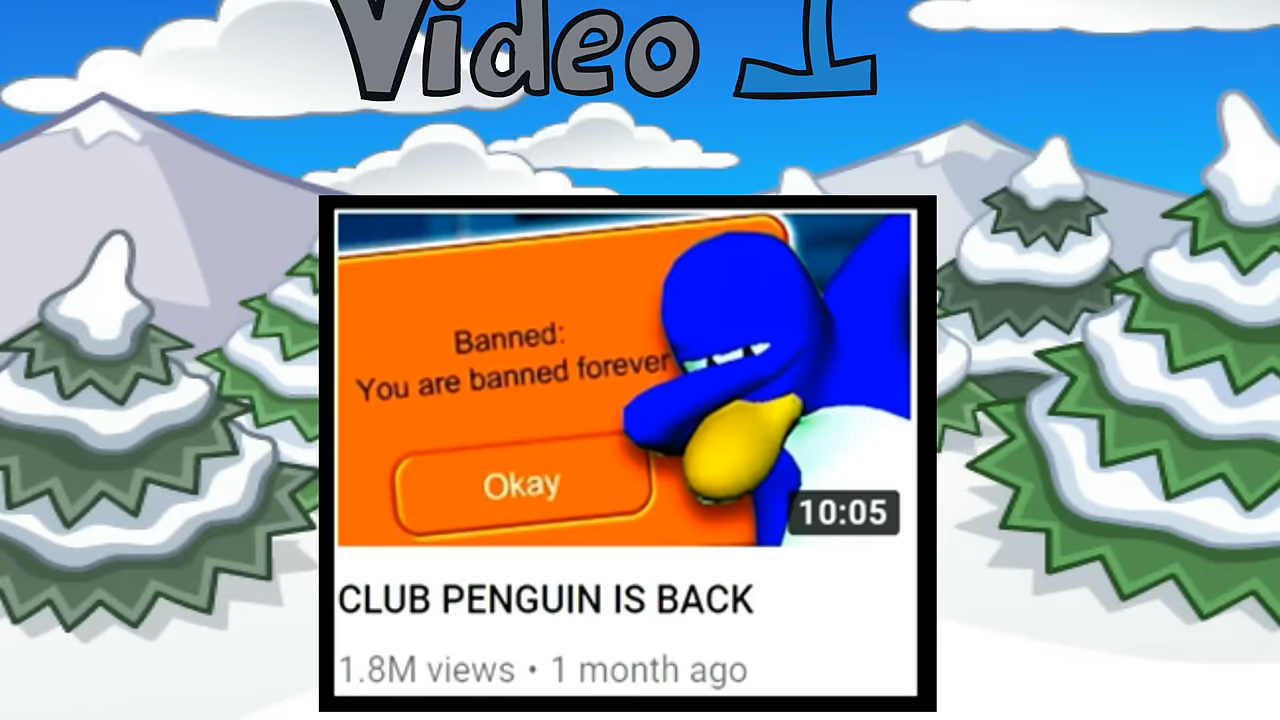 Video 1
Banned:
You are banned forever
Okay
10:05
CLUB PENGUIN IS BACK
1.8M views • 1 month ago